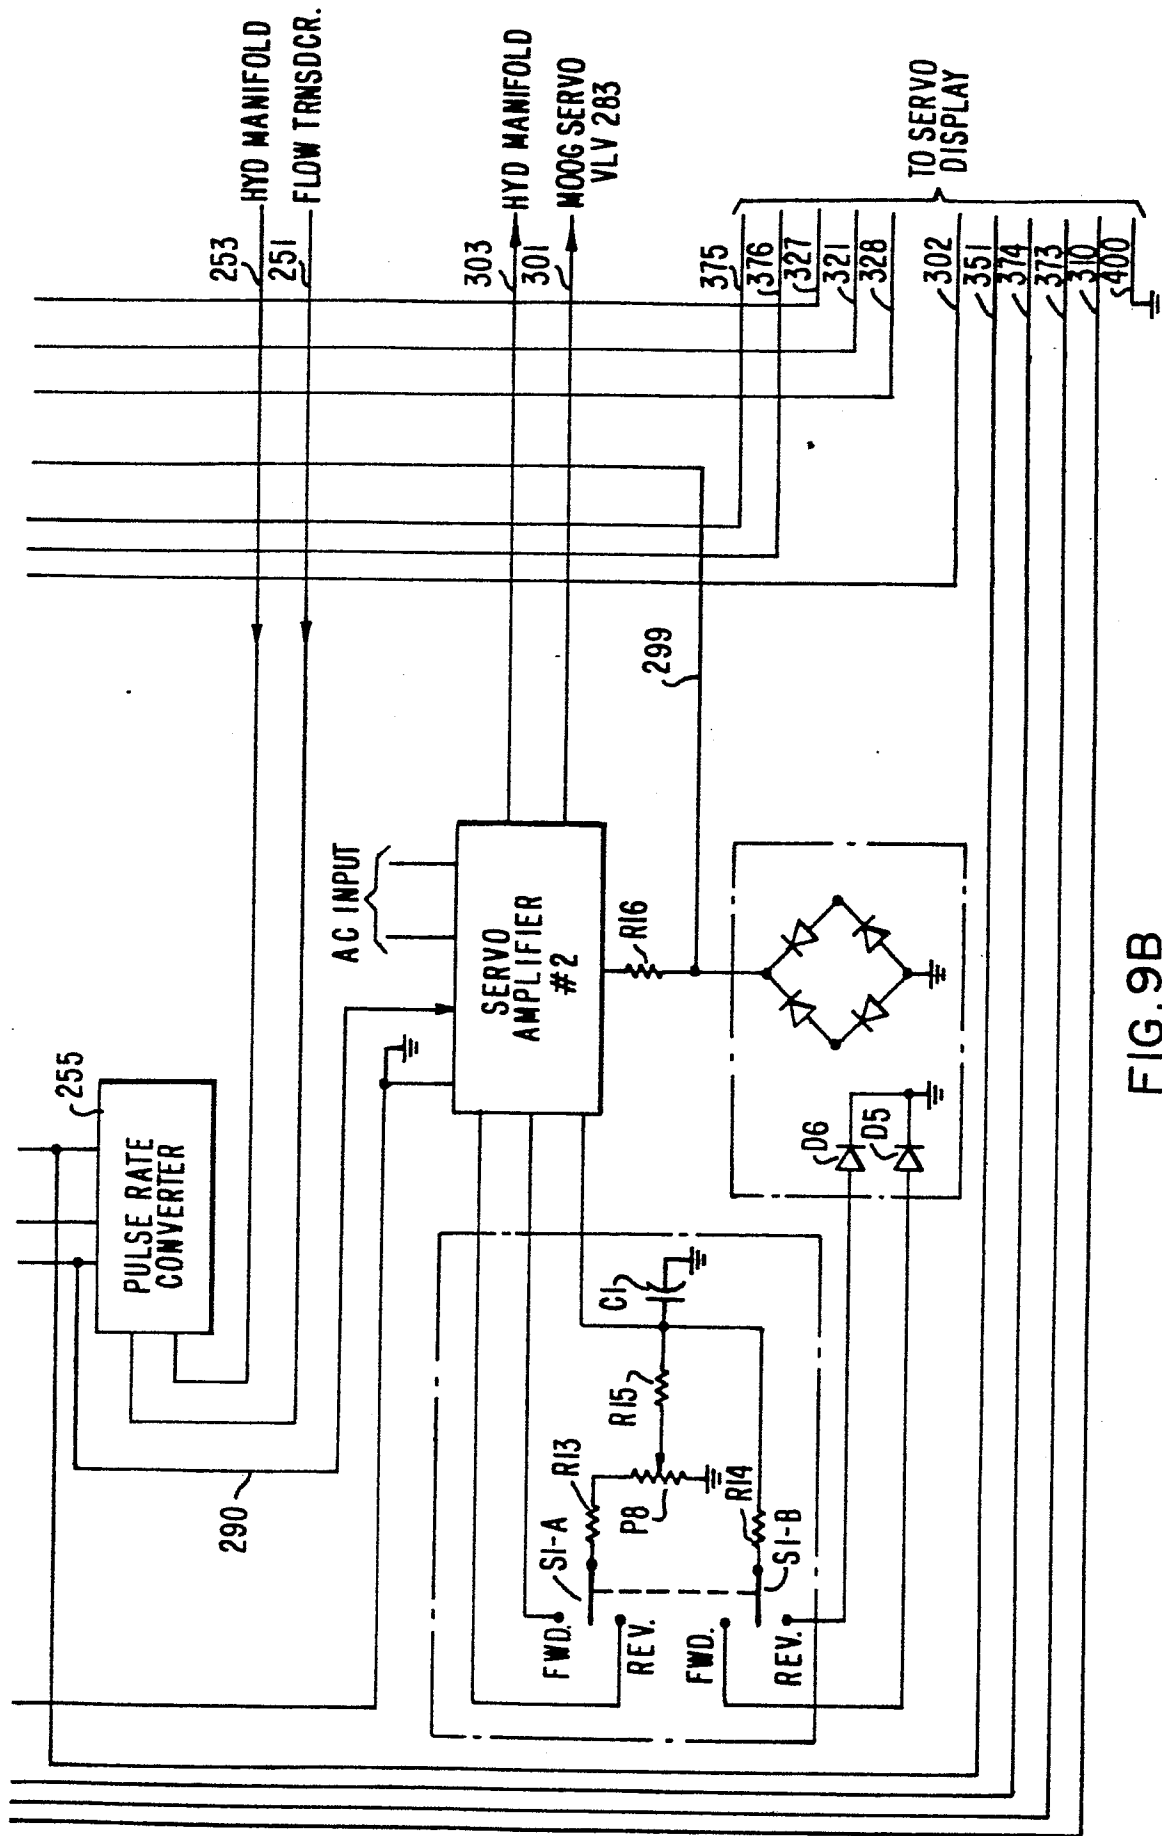 253
HYD MANIFOLD
251
FLOW TRNSDCR.
303
HYD MANIFOLD
301
MOOG SERVO
VLV 283
255
PULSE RATE
CONVERTER
290
AC INPUT
SERVO
AMPLIFIER
#2
R16
299
375
376
327
321
328
302
351
374
373
310
400
TO SERVO
DISPLAY
S1-A
R13
FWD.
REV.
P8
R15
C1
R14
S1-B
FWD.
REV.
D6
D5
FIG. 9B